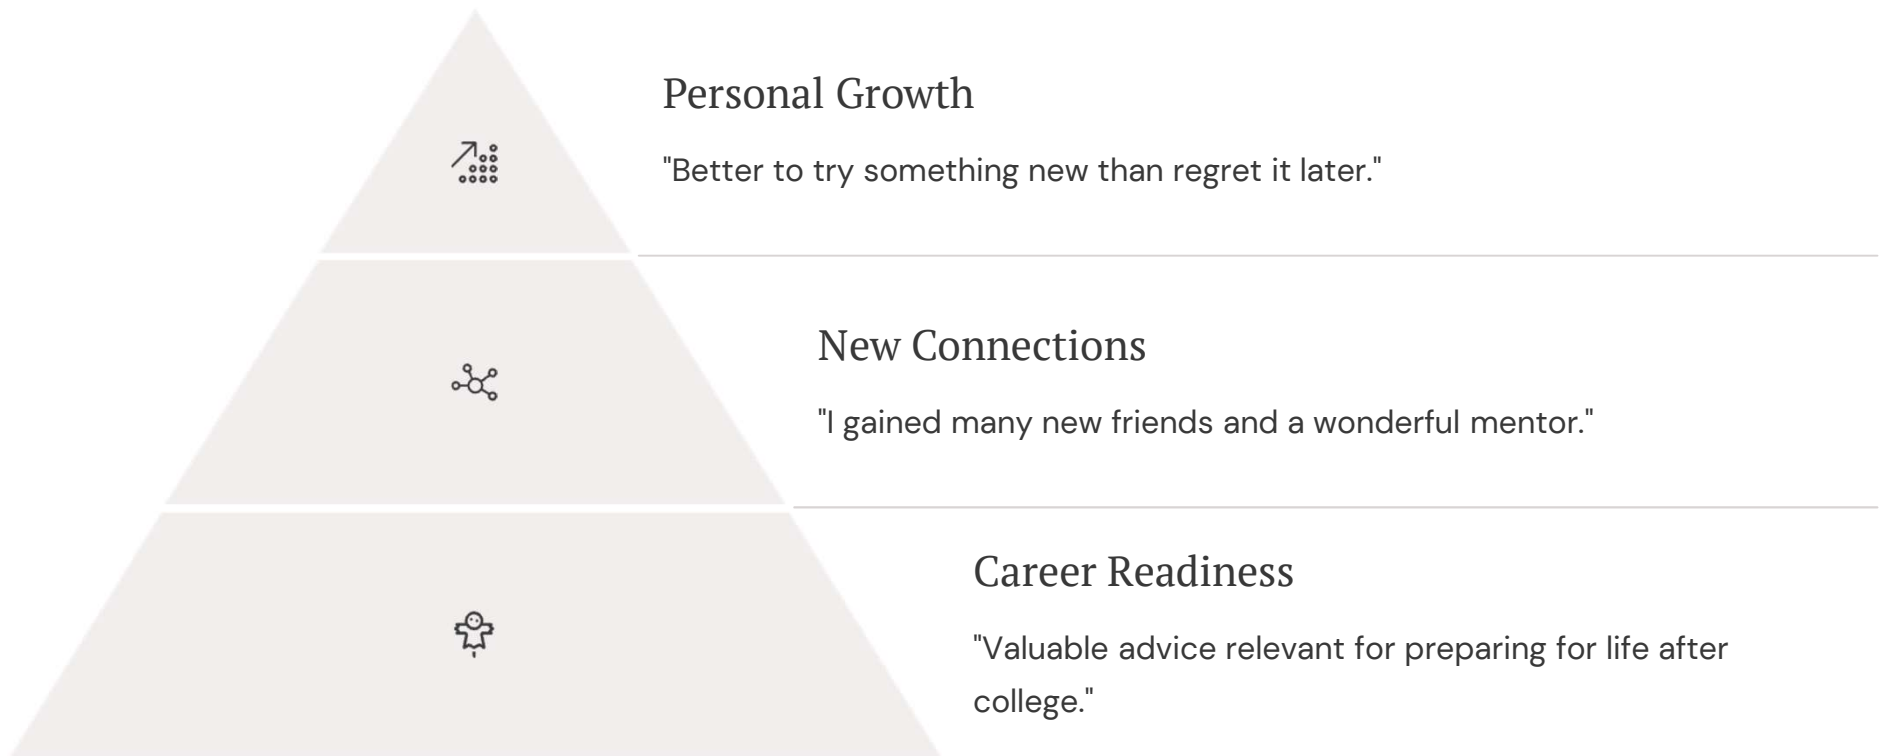 Personal Growth
"Better to try something new than regret it later."
New Connections
"I gained many new friends and a wonderful mentor."
Career Readiness
"Valuable advice relevant for preparing for life after
college."